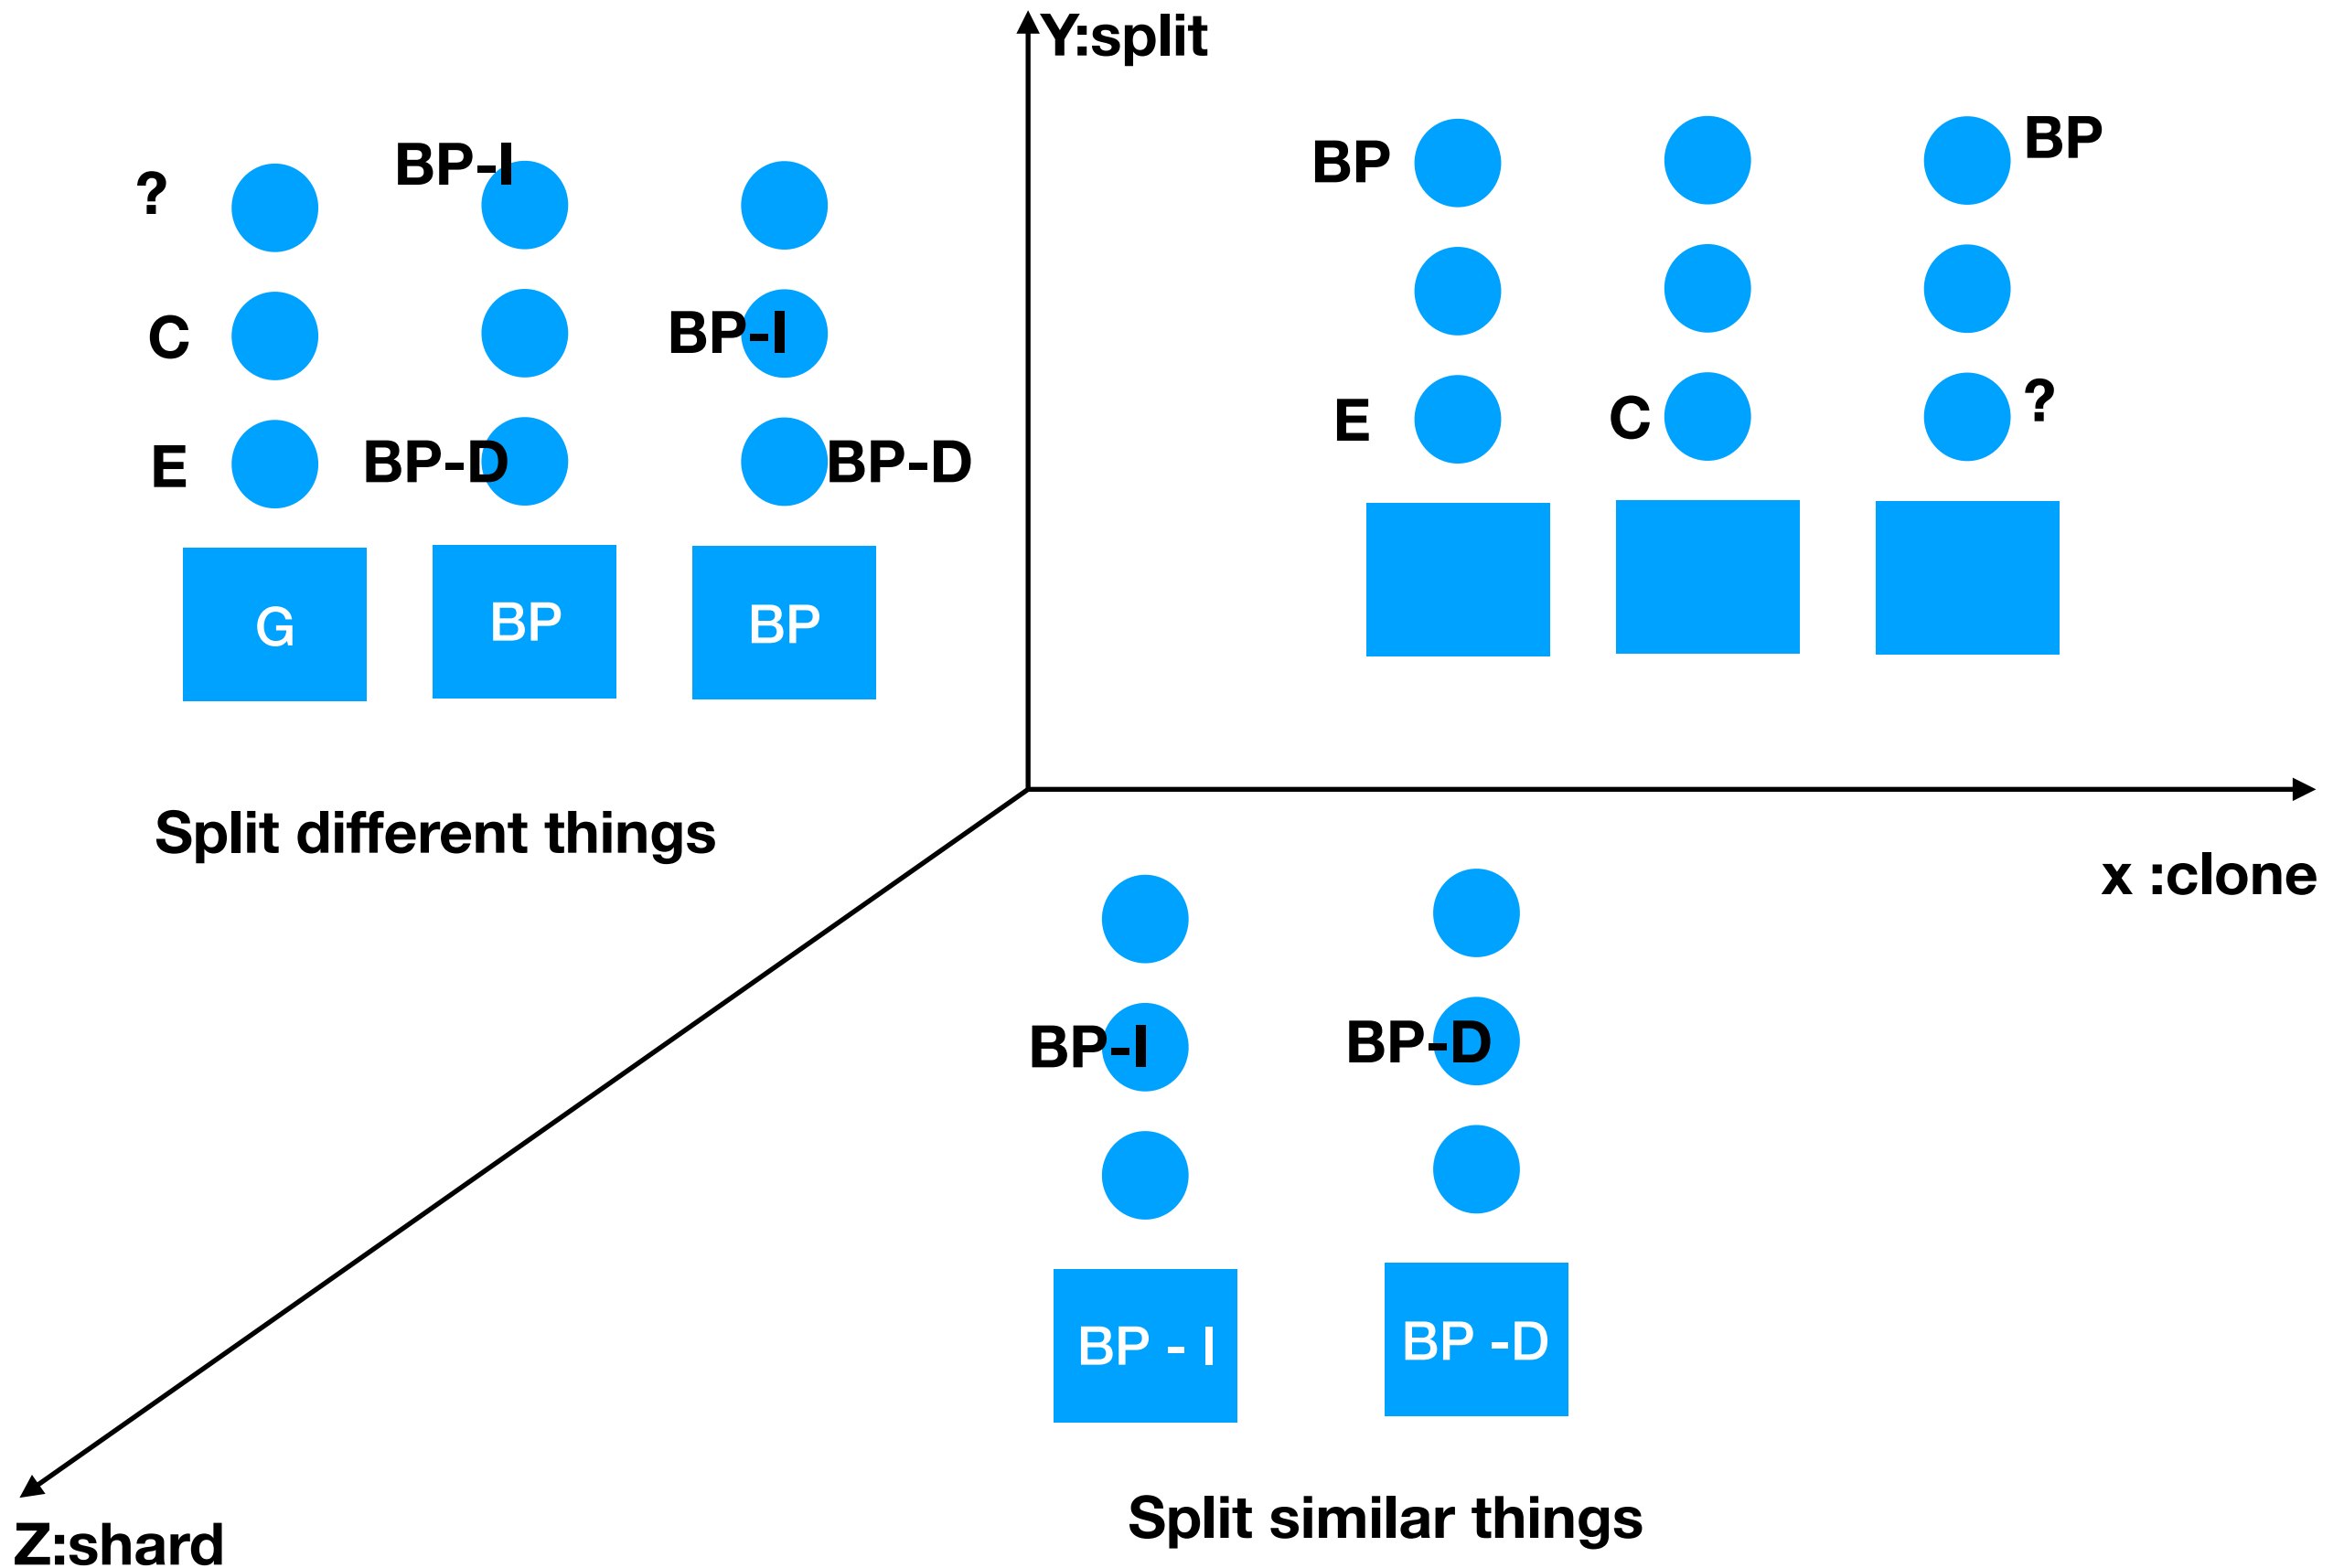 Y:split
BP
BP
BP-I
?
C
BP-I
E
C
?
E
BP-D
BP-D
G
BP
BP
Split different things
x :clone
BP-I
BP-D
BP - I
BP -D
Split similar things
Z:shard